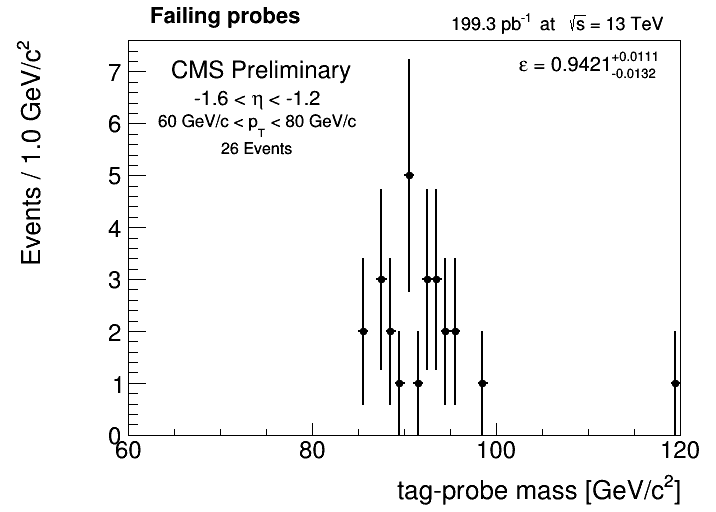 Failing probes
199.3 pb⁻¹ at √s = 13 TeV
CMS Preliminary
-1.6 < η < -1.2
60 GeV/c < p_T < 80 GeV/c
26 Events
ε = 0.9421 +0.0111 -0.0132
Events / 1.0 GeV/c²
7
6
5
4
3
2
1
0
60 80 100 120
tag-probe mass [GeV/c²]